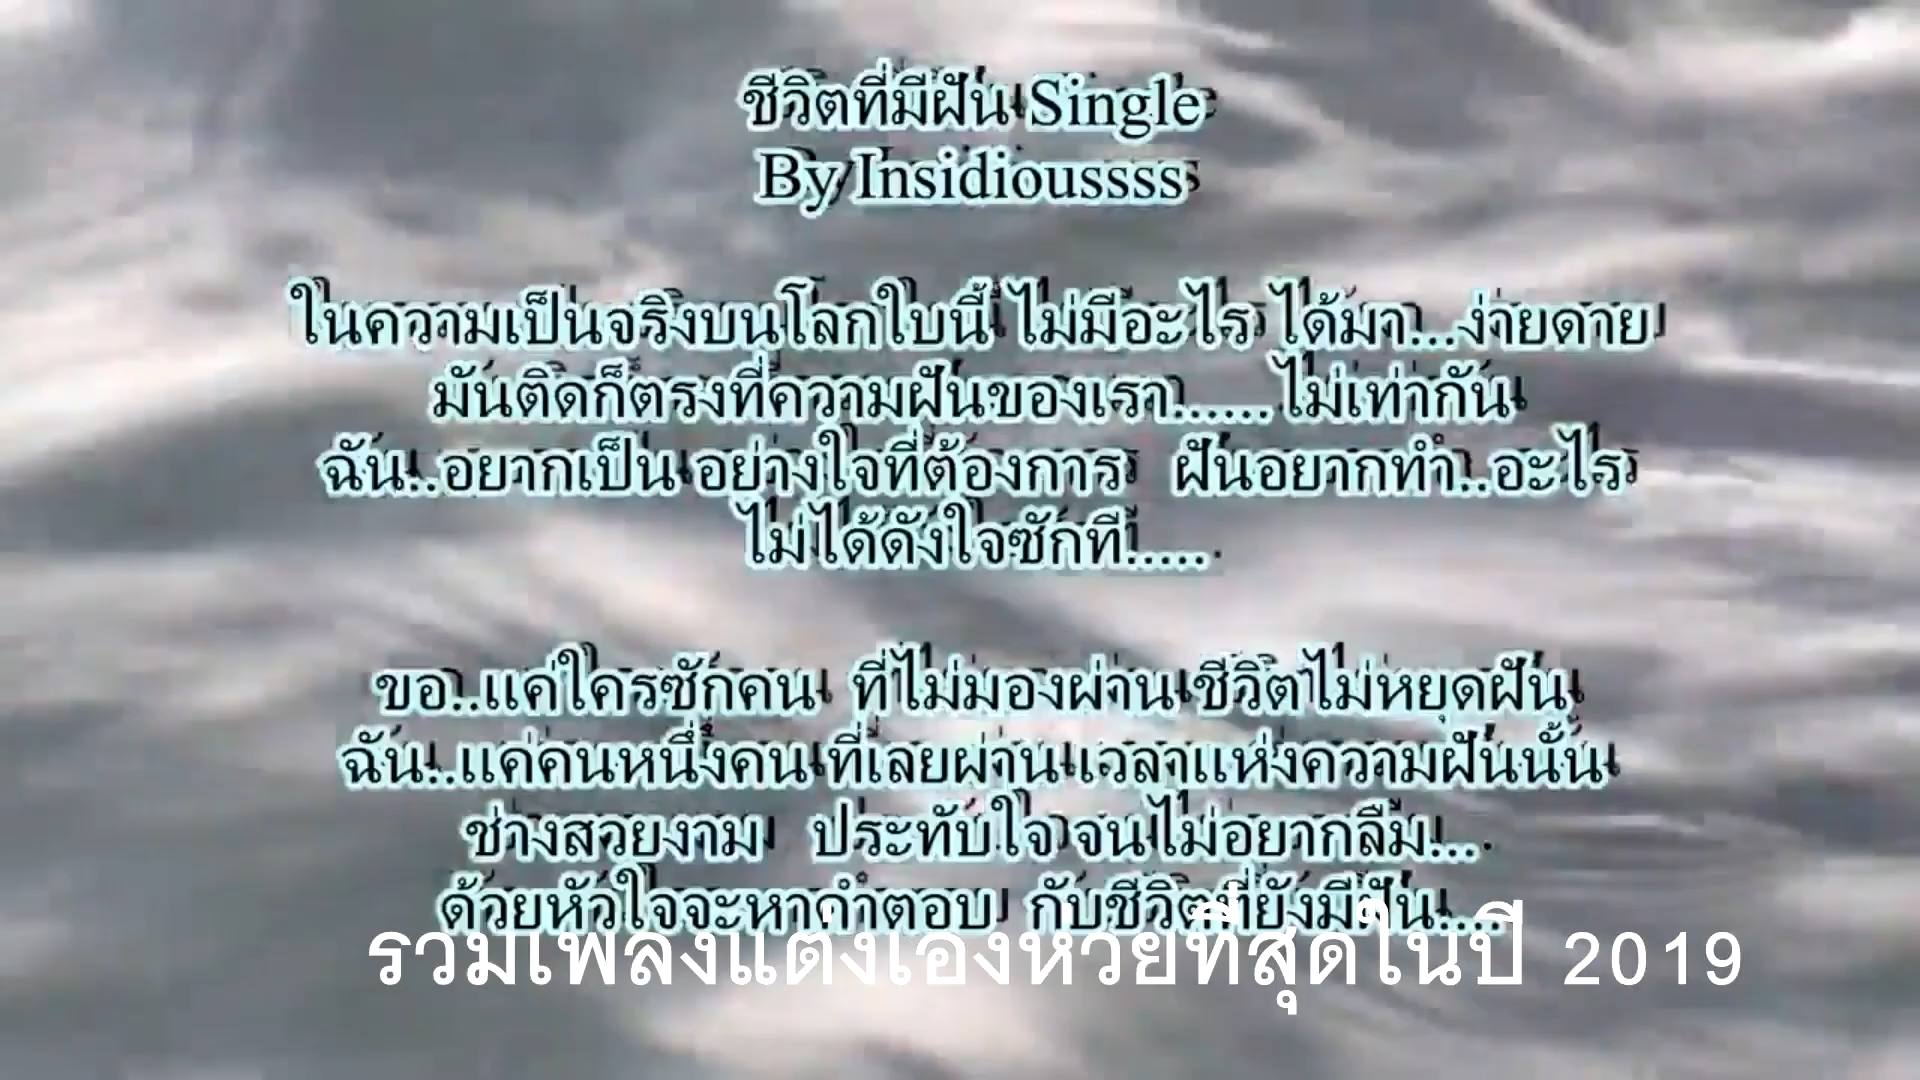 ชีวิตที่มีฝัน Single
By Insidioussss
ในความเป็นจริงบนโลกใบนี้ ไม่มีอะไร ได้มา...ง่ายดาย
มันติดก็ตรงที่ความฝันของเรา......ไม่เท่ากัน
ฉัน..อยากเป็น อย่างใจที่ต้องการ ฝันอยากทำ..อะไร
ไม่ได้ดังใจซักที.....
ขอ..แค่ใครซักคน ที่ไม่มองผ่าน ชีวิตไม่หยุดฝัน
ฉัน..แค่คนหนึ่งคน ที่เลยผ่าน เวลาแห่งความฝันนั้น
ช่างสวยงาม ประทับใจ จนไม่อยากลืม...
ด้วยหัวใจจะหาคำตอบ กับชีวิตที่ยังมีฝัน....
รวมเพลงแต่งเองห่วยที่สุดในปี 2019